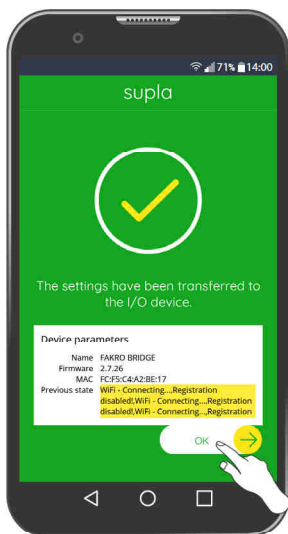 71% 14:00
supla
The settings have been transferred to
the I/O device.
Device parameters
Name FAKRO BRIDGE
Firmware 2.7.26
MAC FC:F5:C4:A2:BE:17
Previous state WiFi - Connecting...,Registration
disabled!,WiFi - Connecting...,Registration
disabled!,WiFi - Connecting...,Registration
OK